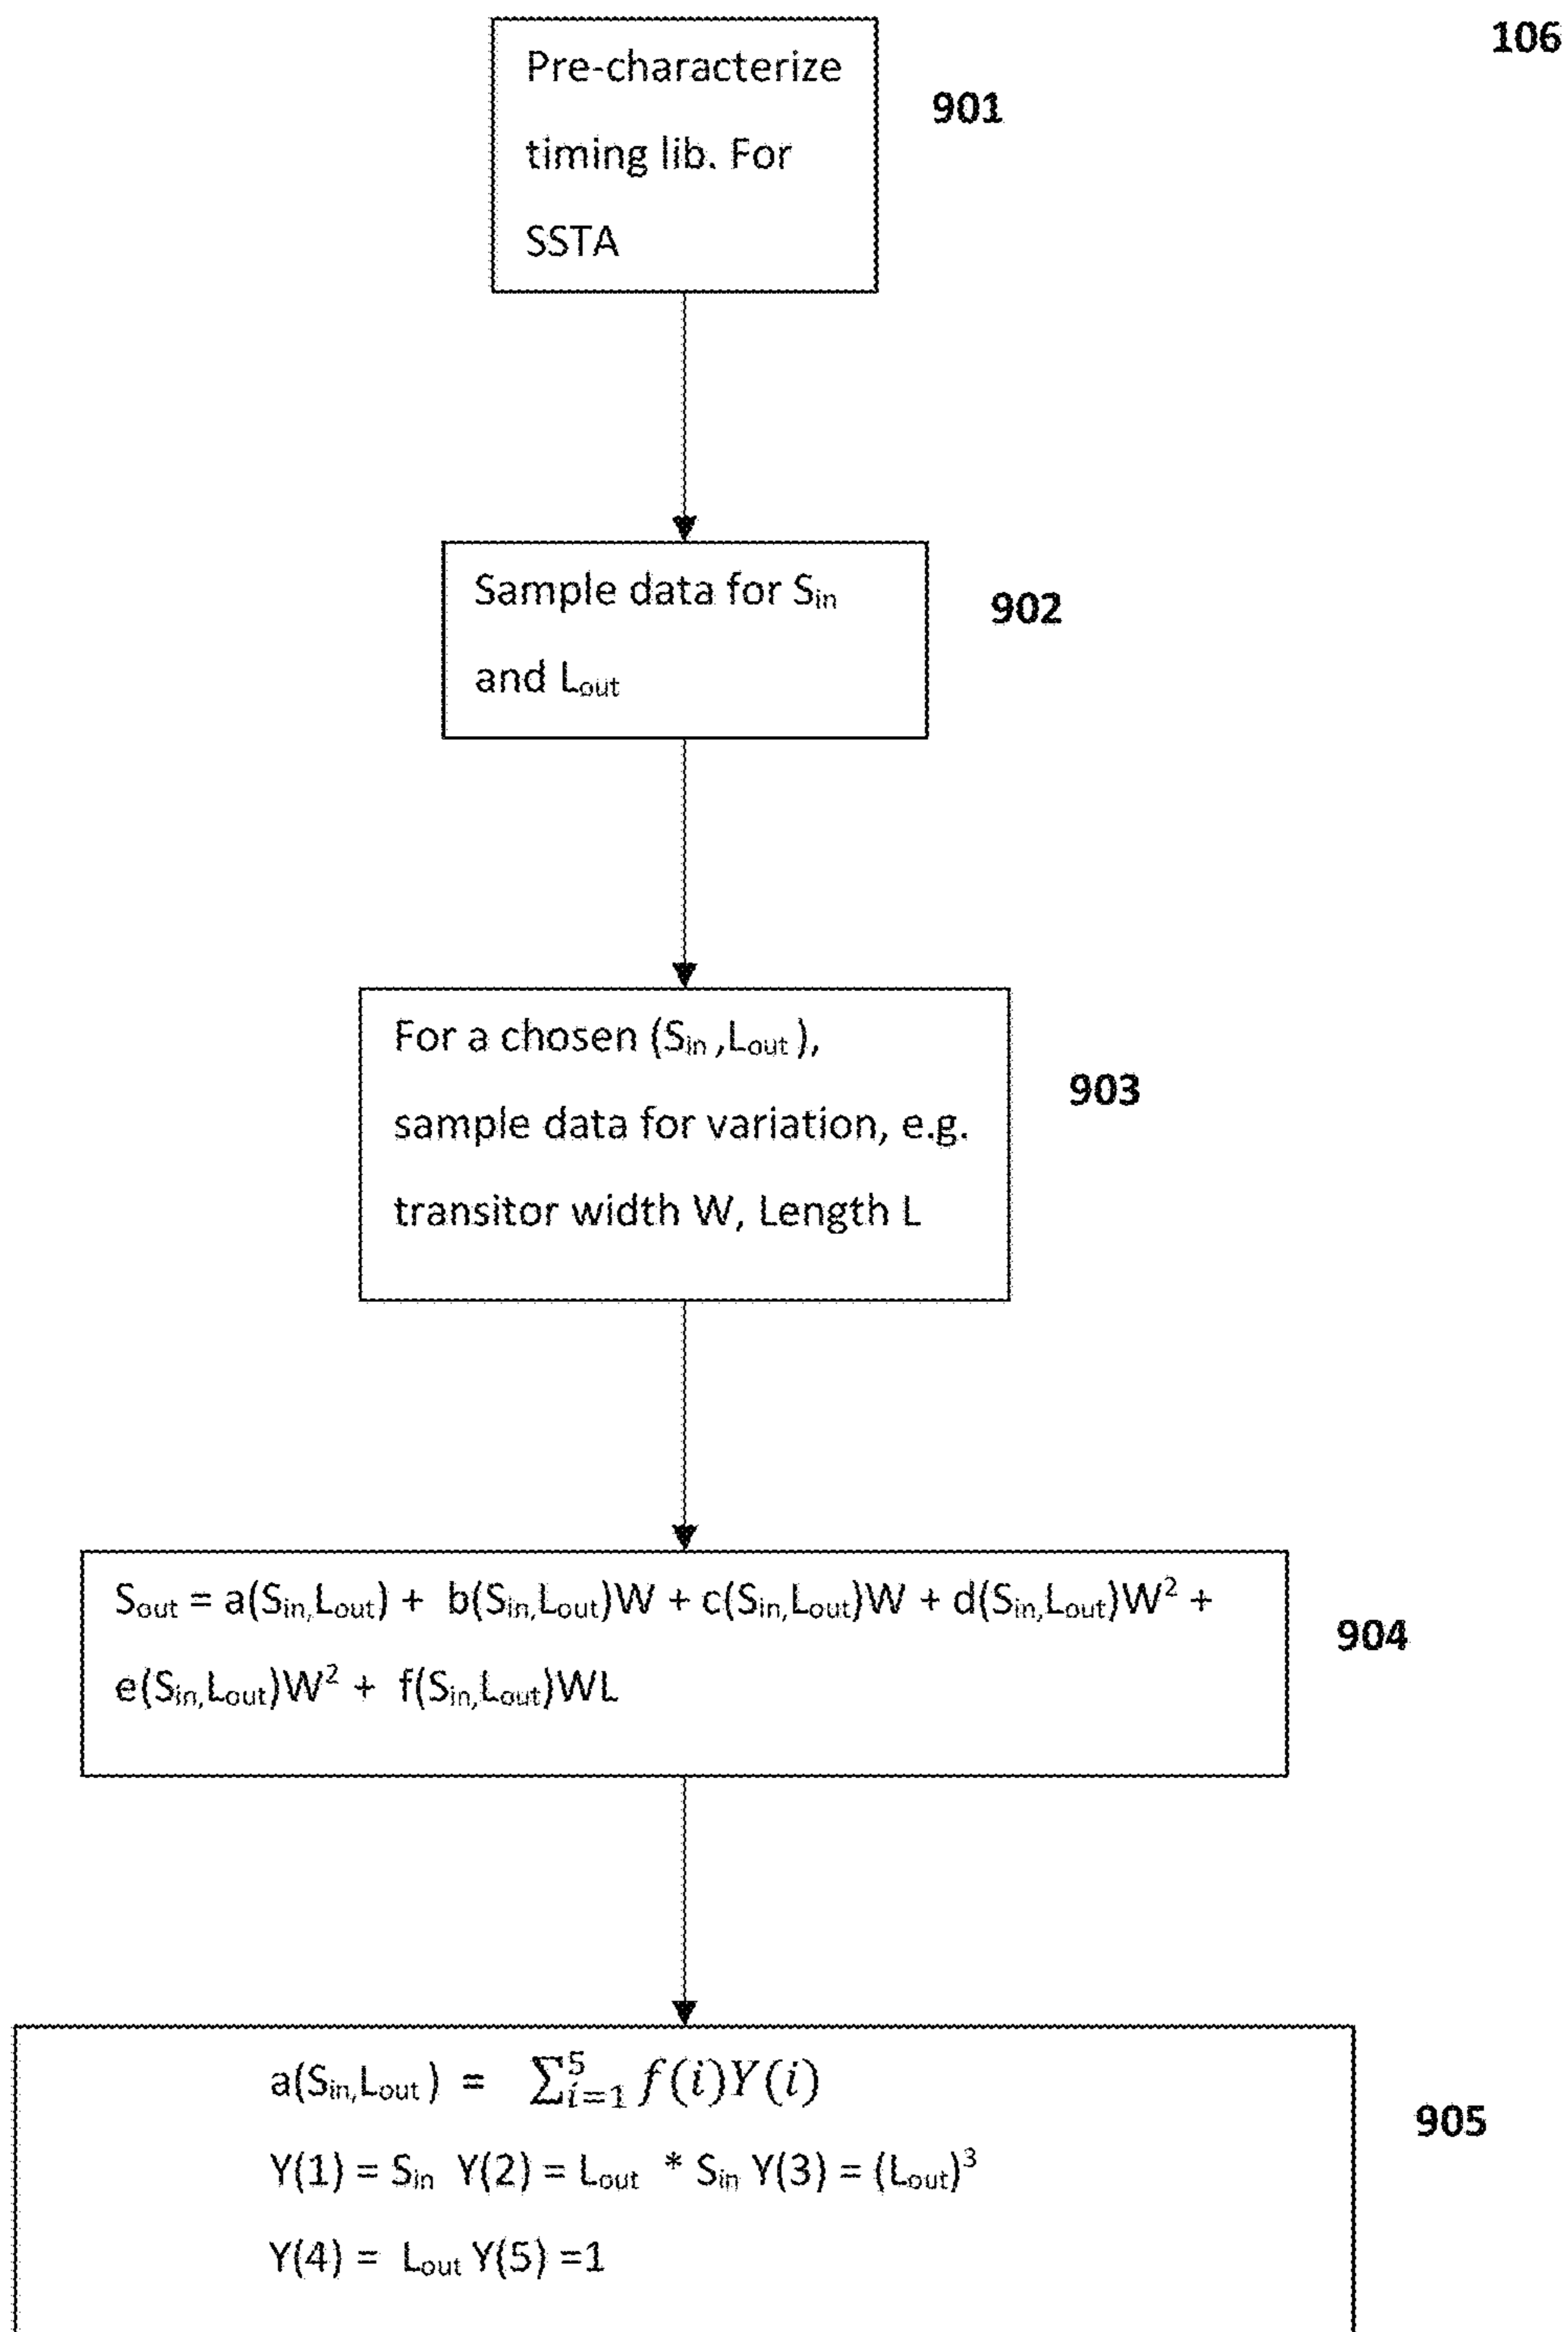 106
Pre-characterize
timing lib. For
SSTA
901
Sample data for Sᵢₙ
and Lₒᵤₜ
902
For a chosen (Sᵢₙ ,Lₒᵤₜ ),
sample data for variation, e.g.
transitor width W, Length L
903
Sₒᵤₜ = a(Sᵢₙ,Lₒᵤₜ) + b(Sᵢₙ,Lₒᵤₜ)W + c(Sᵢₙ,Lₒᵤₜ)W + d(Sᵢₙ,Lₒᵤₜ)W² +
e(Sᵢₙ,Lₒᵤₜ)W² + f(Sᵢₙ,Lₒᵤₜ)WL
904
a(Sᵢₙ,Lₒᵤₜ ) = ∑⁵ᵢ₌₁ f(i)Y(i)
Y(1) = Sᵢₙ Y(2) = Lₒᵤₜ * Sᵢₙ Y(3) = (Lₒᵤₜ)³
Y(4) = Lₒᵤₜ Y(5) =1
905